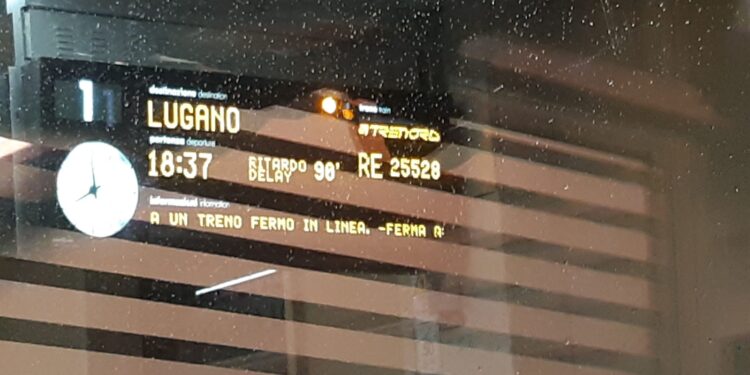 1
destinazione destination
LUGANO
treno train
TRENORD
partenza departure
18:37 RITARDO DELAY 90' RE 25528
informazioni information
A UN TRENO FERMO IN LINEA. -FERMA A: